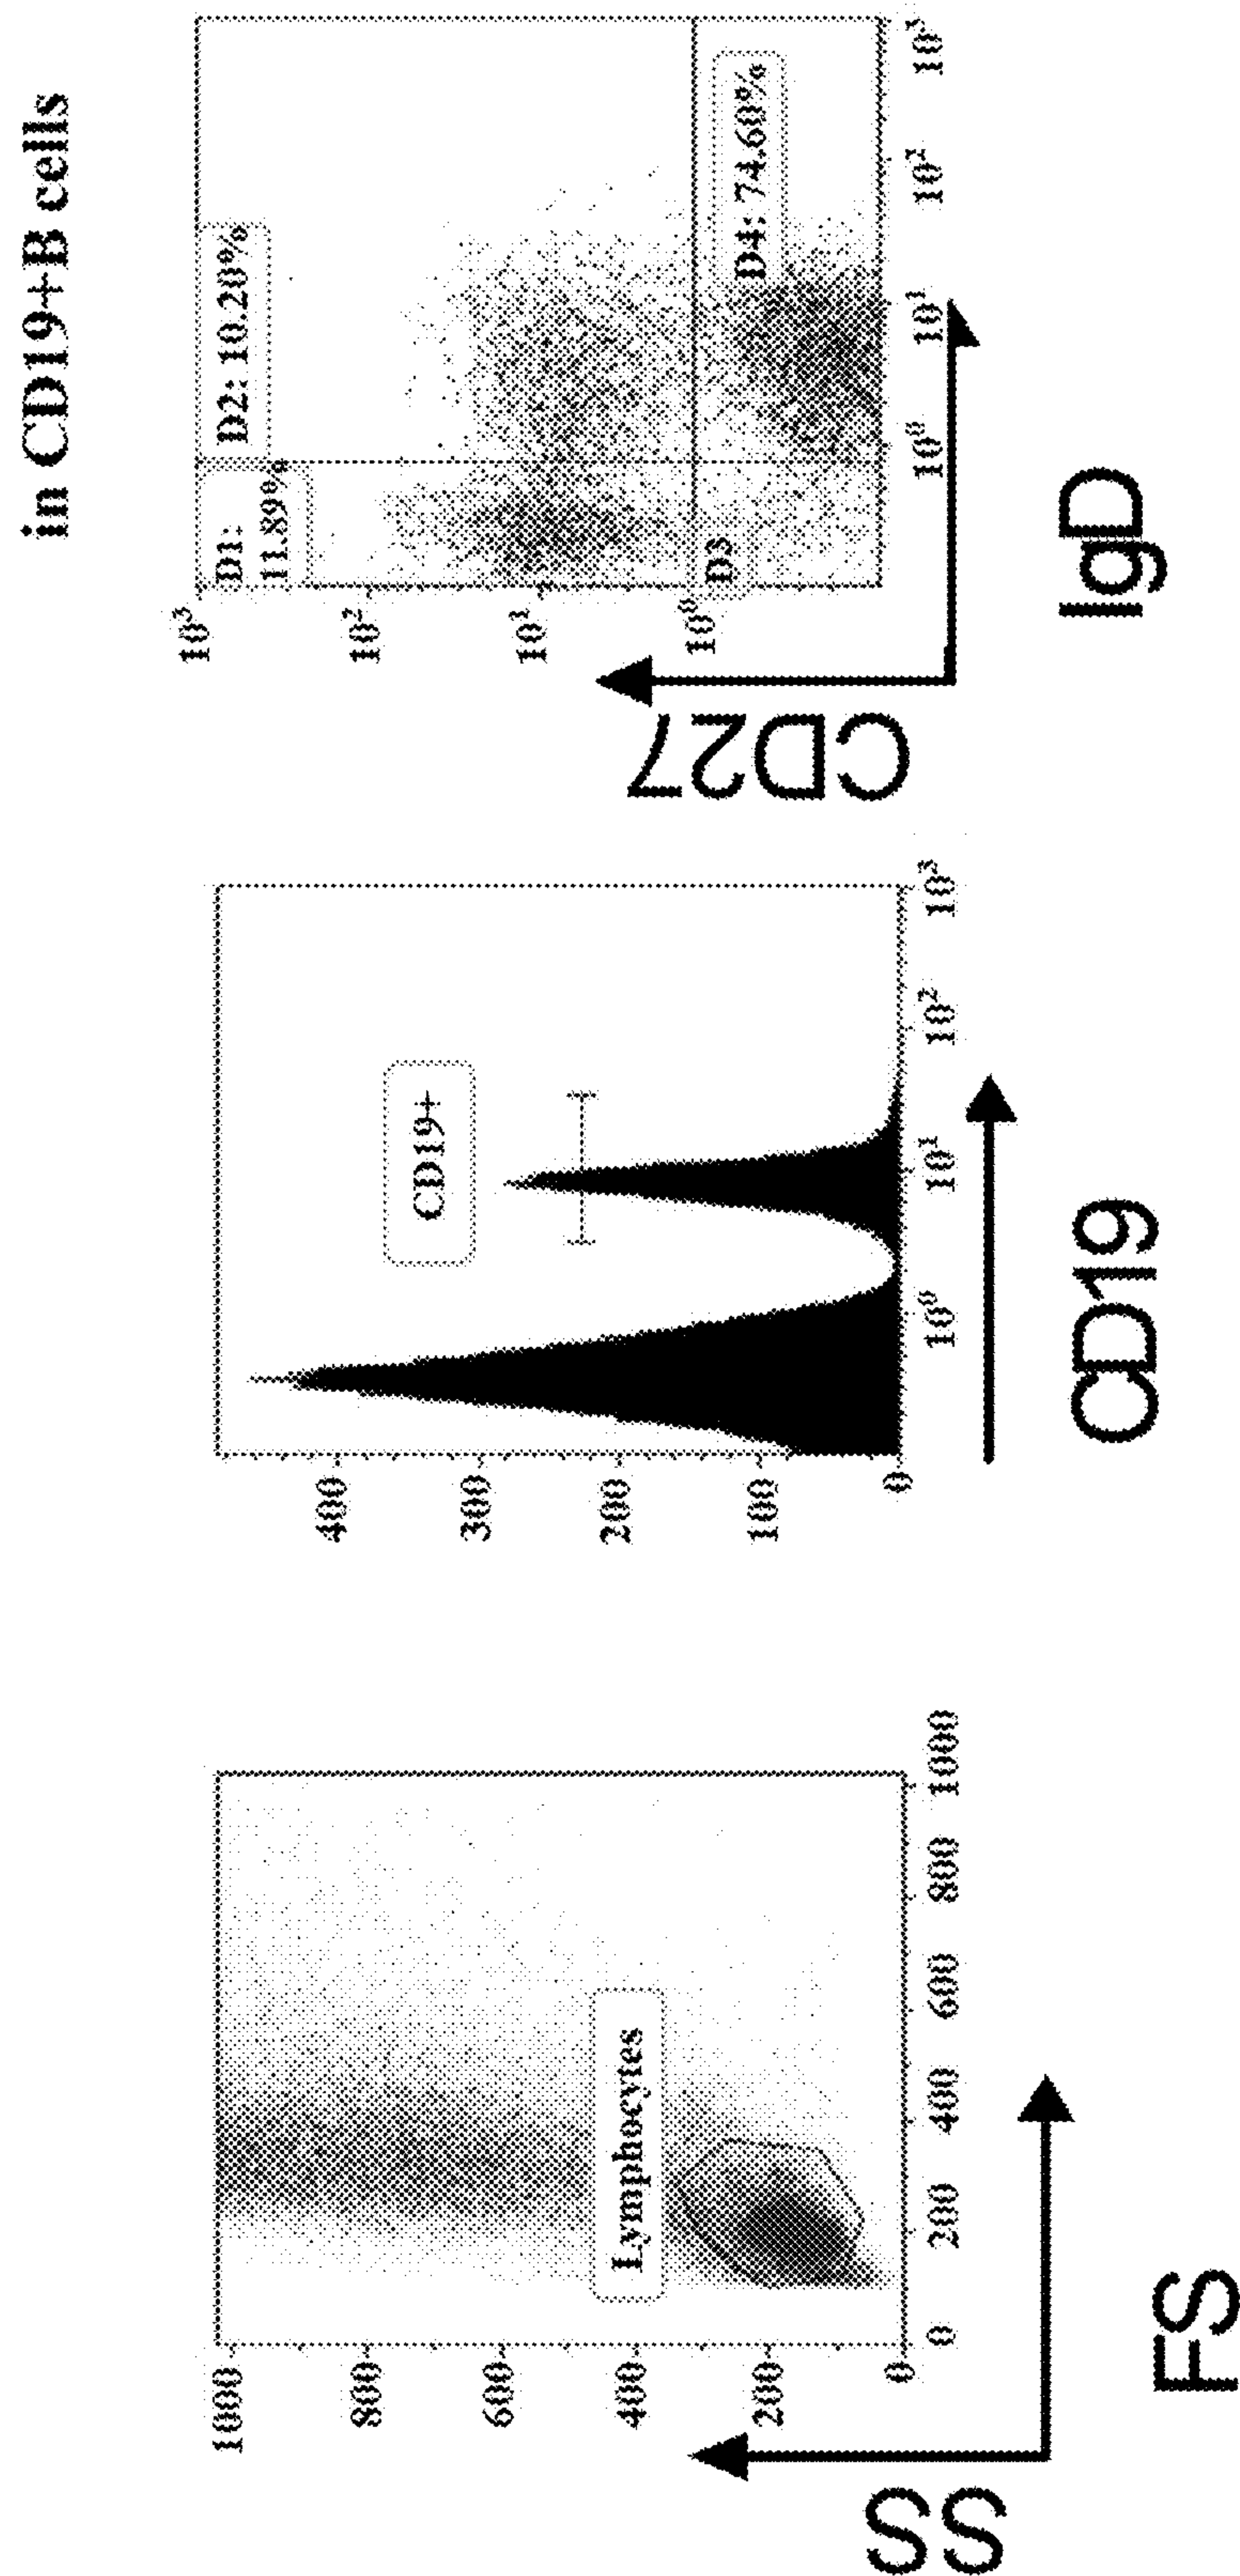 in CD19+B cells
SS
1000
800
600
400
200
0
Lymphocytes
0 200 400 600 800 1000
FS
400
300
200
100
0
CD19+
10⁰ 10¹ 10² 10³
CD19
CD27
10³
10²
10¹
10⁰
D1:
11.89%
D2: 10.20%
D3
D4: 74.60%
10⁰ 10¹ 10² 10³
IgD